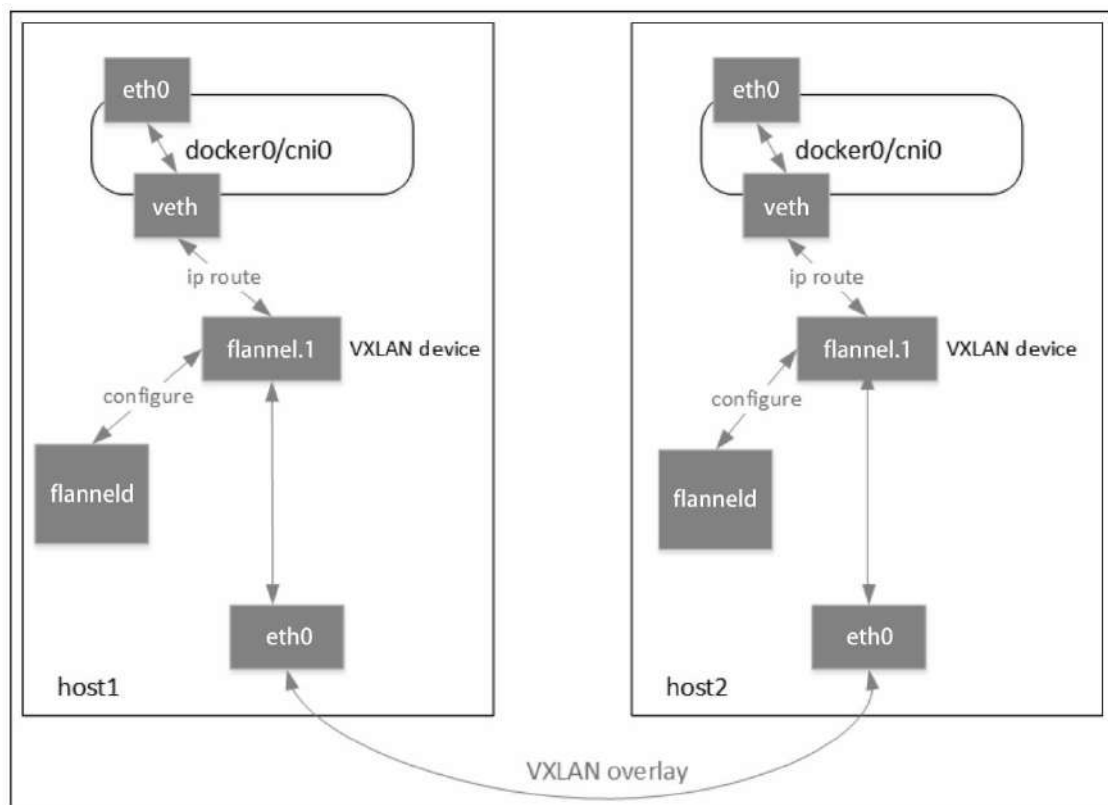 eth0
docker0/cni0
veth
ip route
flannel.1
VXLAN device
configure
flanneld
eth0
host1
eth0
docker0/cni0
veth
ip route
flannel.1
VXLAN device
configure
flanneld
eth0
host2
VXLAN overlay